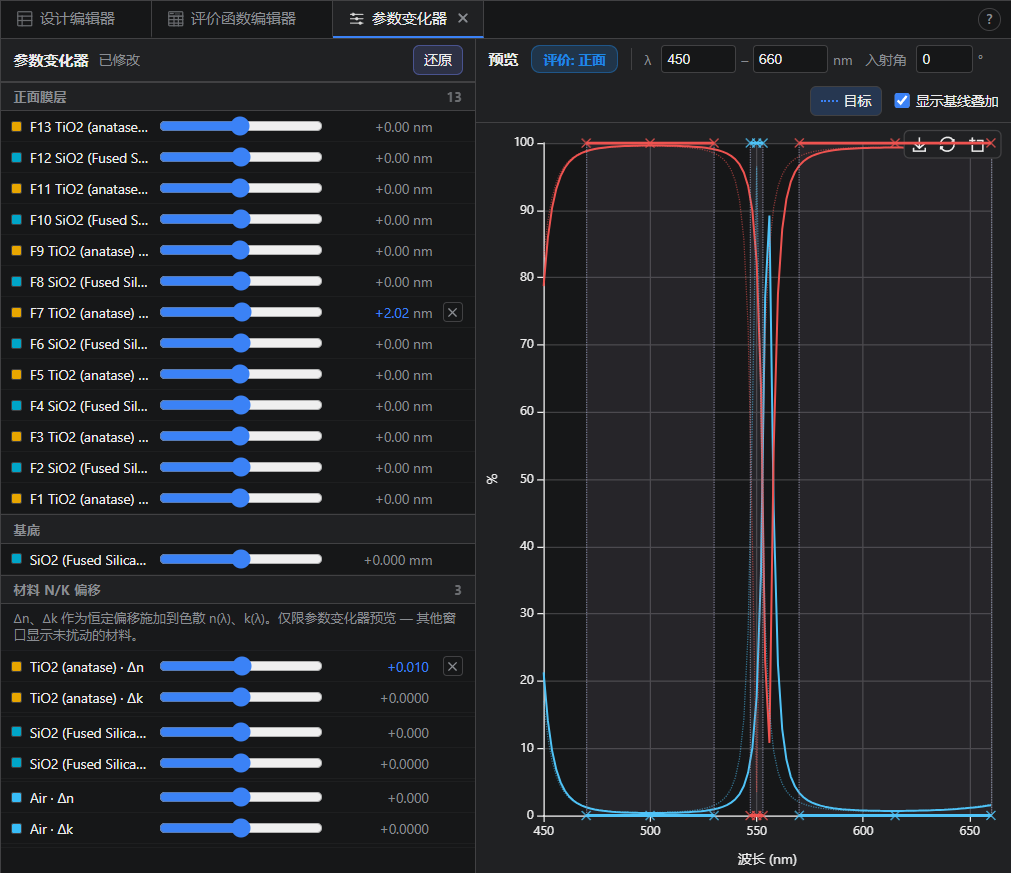 设计编辑器 评价函数编辑器 参数变化器 ✕ ?
参数变化器 已修改 还原
正面膜层 13
F13 TiO2 (anatase... +0.00 nm
F12 SiO2 (Fused S... +0.00 nm
F11 TiO2 (anatase... +0.00 nm
F10 SiO2 (Fused S... +0.00 nm
F9 TiO2 (anatase) ... +0.00 nm
F8 SiO2 (Fused Sil... +0.00 nm
F7 TiO2 (anatase) ... +2.02 nm ✕
F6 SiO2 (Fused Sil... +0.00 nm
F5 TiO2 (anatase) ... +0.00 nm
F4 SiO2 (Fused Sil... +0.00 nm
F3 TiO2 (anatase) ... +0.00 nm
F2 SiO2 (Fused Sil... +0.00 nm
F1 TiO2 (anatase) ... +0.00 nm
基底
SiO2 (Fused Silica... +0.000 mm
材料 N/K 偏移 3
Δn、Δk 作为恒定偏移施加到色散 n(λ)、k(λ)。仅限参数变化器预览 — 其他窗
口显示未扰动的材料。
TiO2 (anatase) · Δn +0.010 ✕
TiO2 (anatase) · Δk +0.0000
SiO2 (Fused Silica... +0.000
SiO2 (Fused Silica... +0.0000
Air · Δn +0.000
Air · Δk +0.0000
预览 评价: 正面 λ 450 – 660 nm 入射角 0 °
目标 显示基线叠加
100
90
80
70
60
50
%
40
30
20
10
0
450 500 550 600 650
波长 (nm)